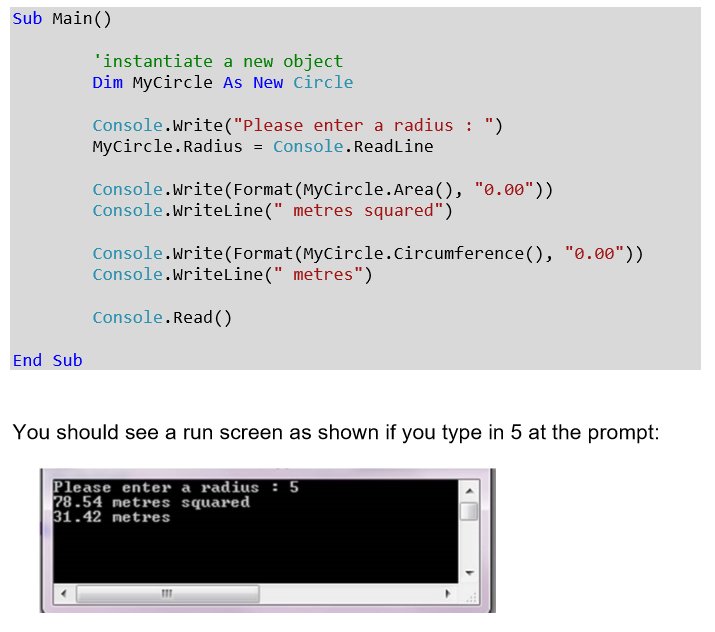 Sub Main()
'instantiate a new object
Dim MyCircle As New Circle
Console.Write("Please enter a radius : ")
MyCircle.Radius = Console.ReadLine
Console.Write(Format(MyCircle.Area(), "0.00"))
Console.WriteLine(" metres squared")
Console.Write(Format(MyCircle.Circumference(), "0.00"))
Console.WriteLine(" metres")
Console.Read()
End Sub
You should see a run screen as shown if you type in 5 at the prompt:
Please enter a radius : 5
78.54 metres squared
31.42 metres